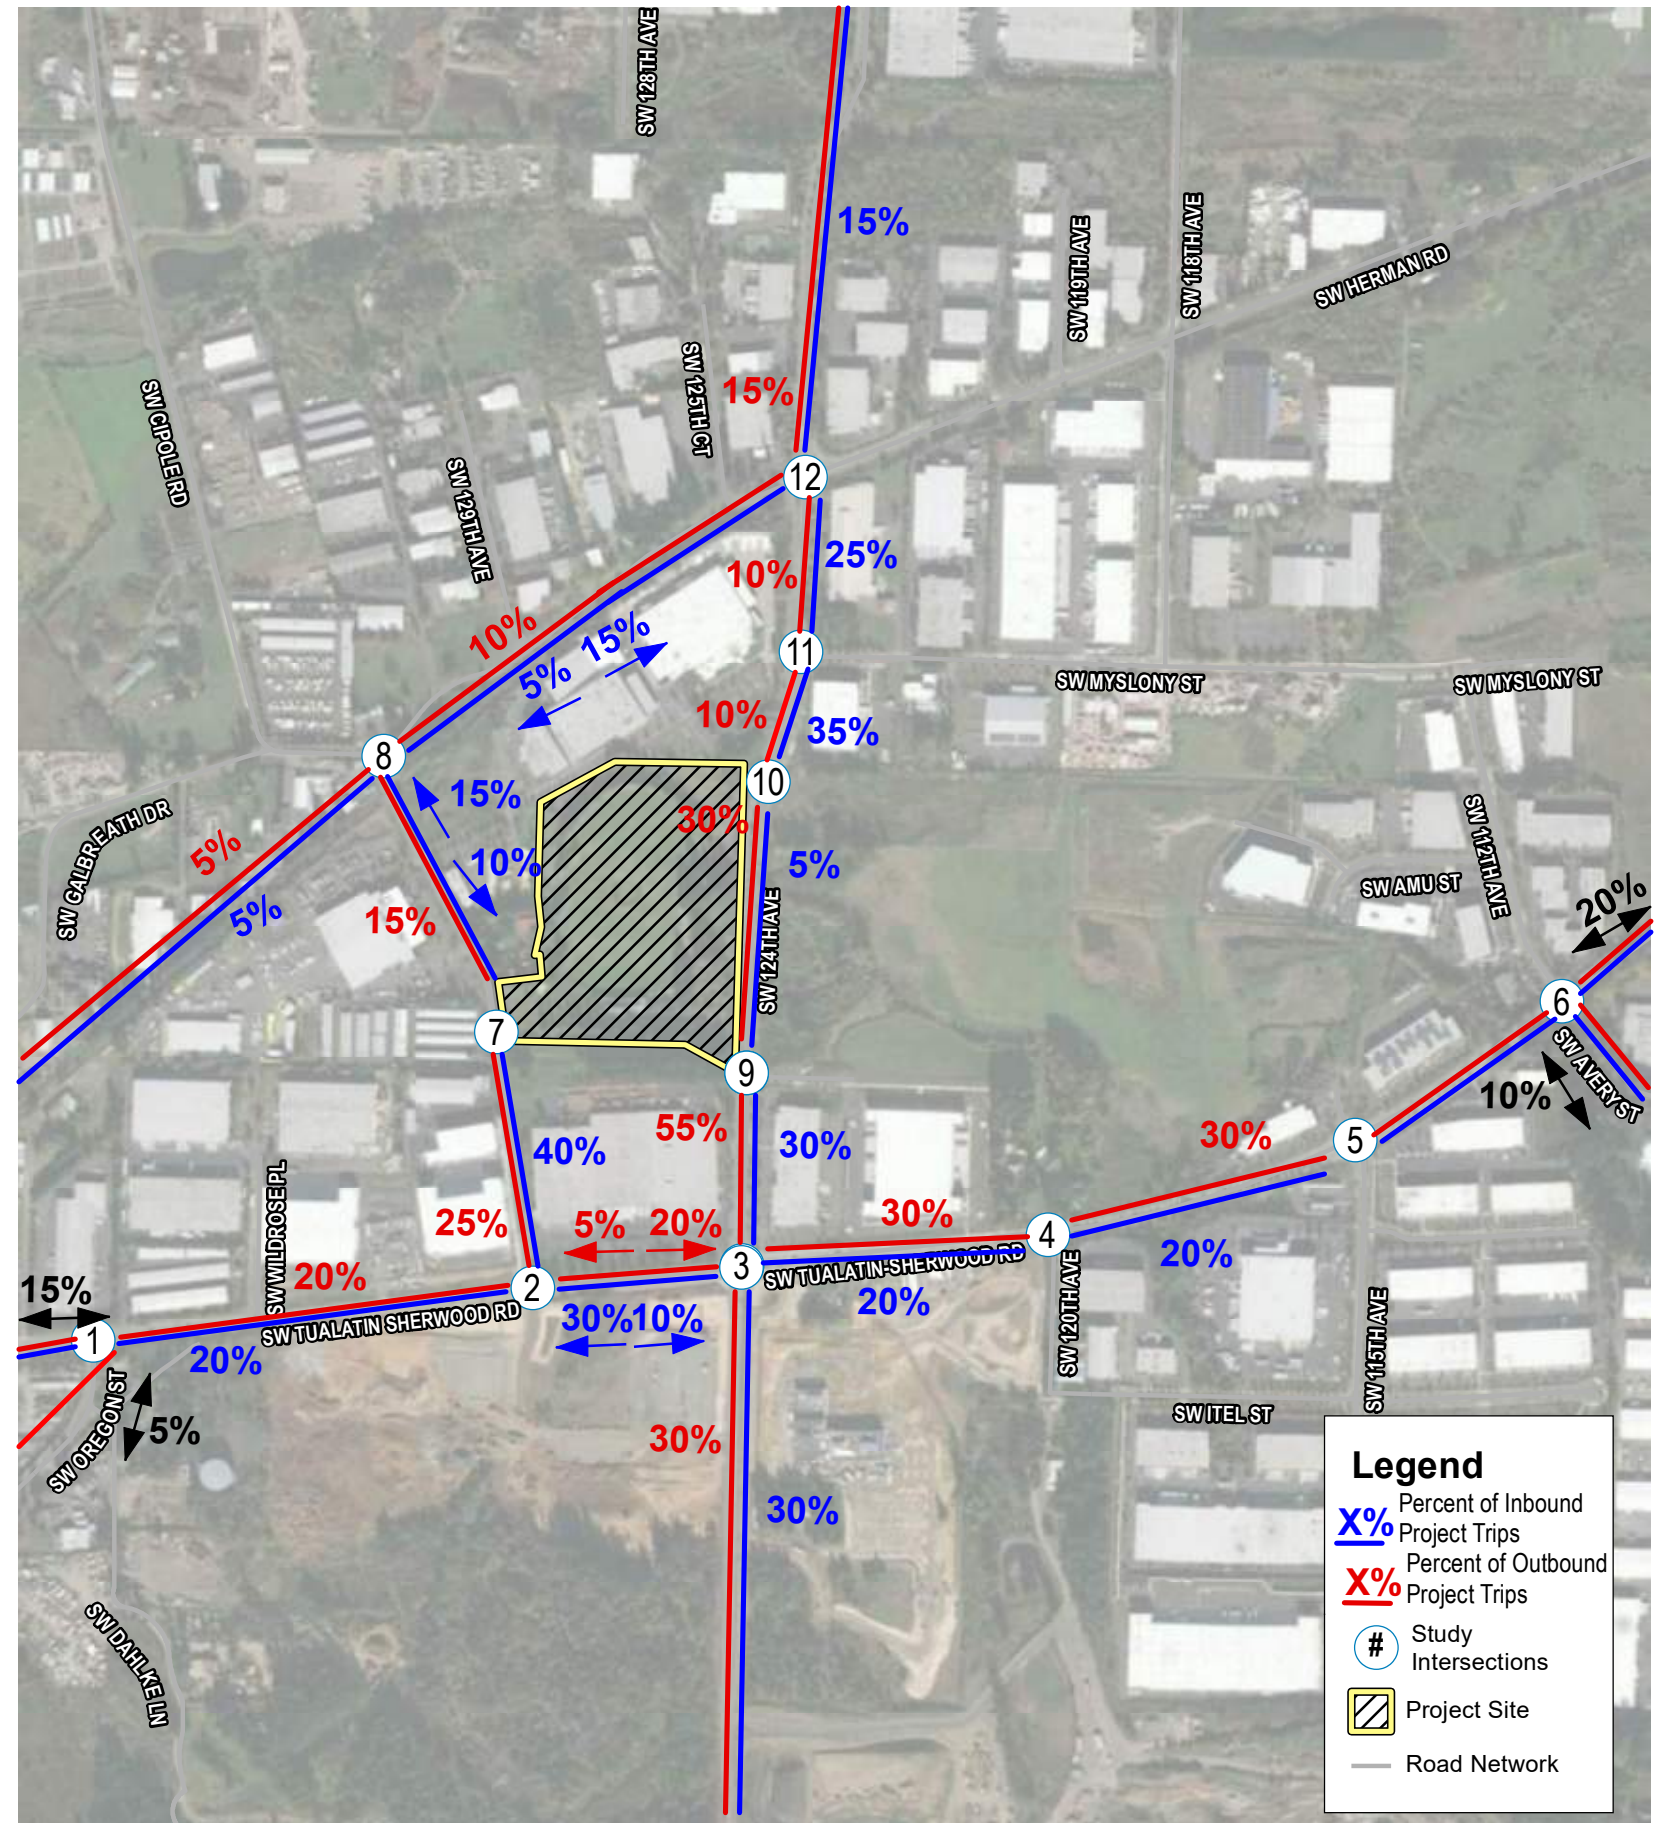 SW 128TH AVE
15%
SW 118TH AVE
SW 119TH AVE
SW HERMAN RD
SW 125TH CT
15%
SW CIPOLE RD
SW 129TH AVE
12
10%
25%
10%
5% 15%
11
SW MYSLONY ST
SW MYSLONY ST
10%
35%
8
10
15%
30%
SW GALBREATH DR
5%
10%
5%
SW 112TH AVE
SW AMU ST
5%
15%
20%
SW 124TH AVE
6
7
9
SW AVERY ST
10%
55%
30%
40%
30%
5
SW WILDROSE PL
25%
5% 20%
30%
4
3
SW TUALATIN-SHERWOOD RD
20%
20%
20%
2
15%
1
SW TUALATIN SHERWOOD RD
30% 10%
20%
SW 120TH AVE
SW 115TH AVE
SW OREGON ST
5%
SW ITEL ST
30%
30%
SW DAHLKE LN
Legend
X% Percent of Inbound
Project Trips
X% Percent of Outbound
Project Trips
# Study
Intersections
Project Site
Road Network